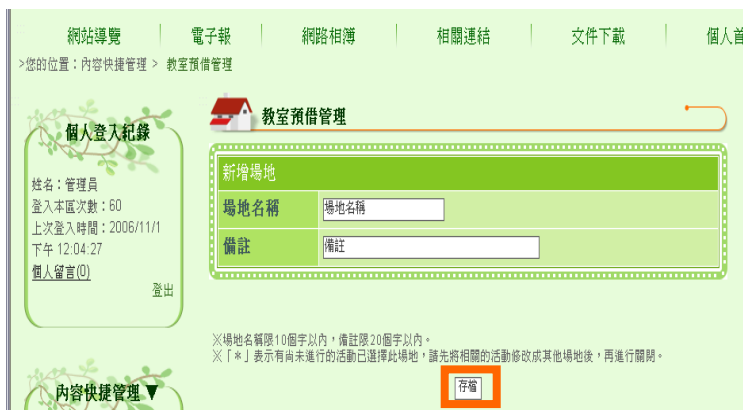 網站導覽 電子報 網路相簿 相關連結 文件下載 個人首
>您的位置：內容快捷管理 > 教室預借管理
個人登入紀錄
姓名：管理員
登入本區次數：60
上次登入時間：2006/11/1
下午 12:04:27
個人留言(0)
登出
內容快捷管理▼
教室預借管理
新增場地
場地名稱 場地名稱
備註 備註
※場地名稱限10個字以內，備註限20個字以內。
※「＊」表示有尚未進行的活動已選擇此場地，請先將相關的活動修改成其他場地後，再進行關閉。
存檔